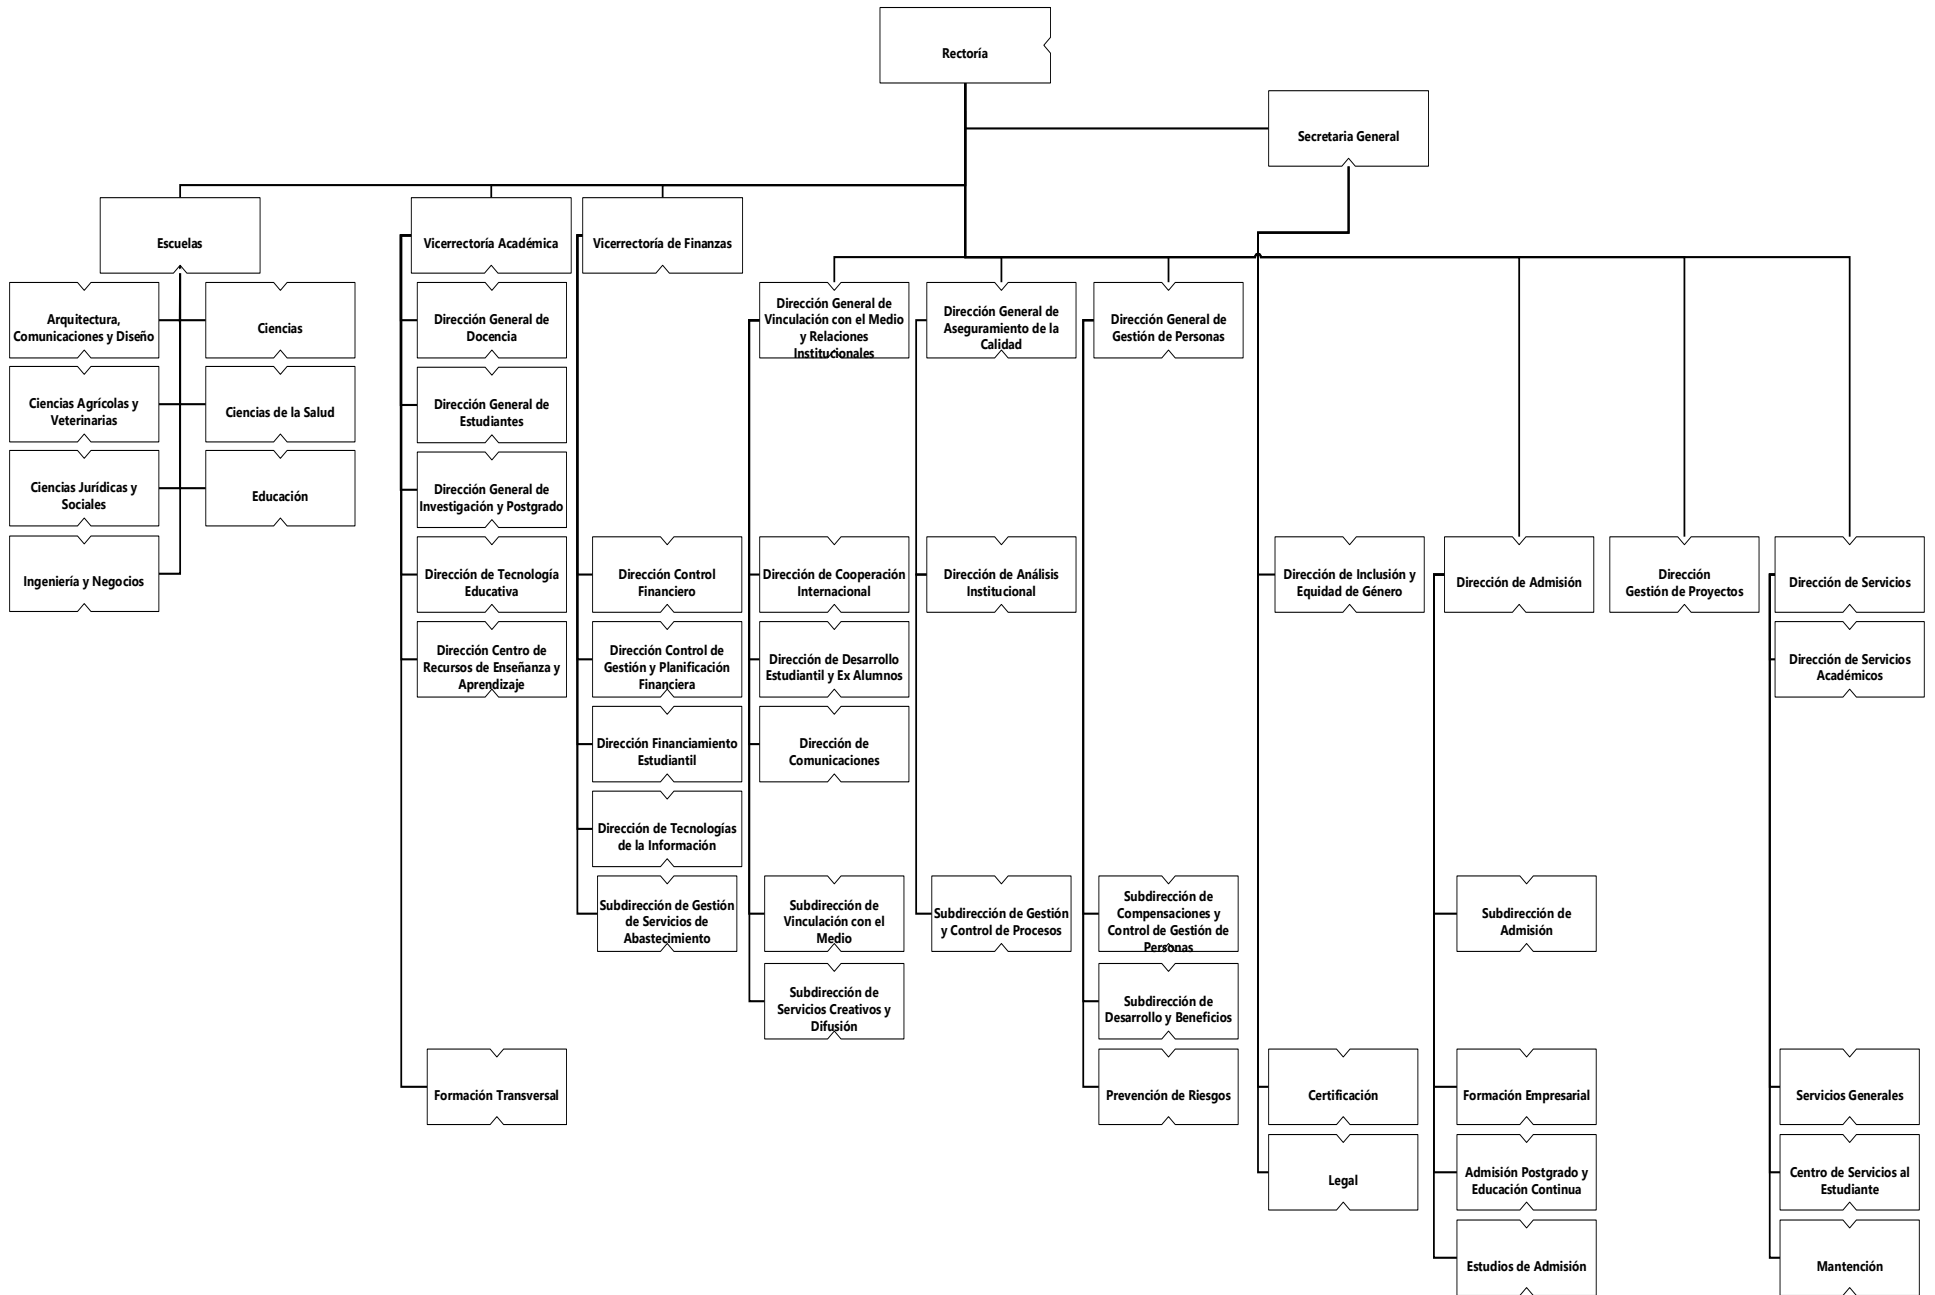 Rectoría
Secretaria General
Escuelas
Vicerrectoría Académica
Vicerrectoría de Finanzas
Arquitectura,
Comunicaciones y Diseño
Ciencias
Ciencias Agrícolas y
Veterinarias
Ciencias de la Salud
Ciencias Jurídicas y
Sociales
Educación
Ingeniería y Negocios
Dirección General de
Docencia
Dirección General de
Estudiantes
Dirección General de
Investigación y Postgrado
Dirección de Tecnología
Educativa
Dirección Centro de
Recursos de Enseñanza y
Aprendizaje
Formación Transversal
Dirección Control
Financiero
Dirección Control de
Gestión y Planificación
Financiera
Dirección Financiamiento
Estudiantil
Dirección de Tecnologías
de la Información
Subdirección de Gestión
de Servicios de
Abastecimiento
Dirección General de
Vinculación con el Medio
y Relaciones
Institucionales
Dirección de Cooperación
Internacional
Dirección de Desarrollo
Estudiantil y Ex Alumnos
Dirección de
Comunicaciones
Subdirección de
Vinculación con el
Medio
Subdirección de
Servicios Creativos y
Difusión
Dirección General de
Aseguramiento de la
Calidad
Dirección de Análisis
Institucional
Subdirección de Gestión
y Control de Procesos
Dirección General de
Gestión de Personas
Subdirección de
Compensaciones y
Control de Gestión de
Personas
Subdirección de
Desarrollo y Beneficios
Prevención de Riesgos
Dirección de Inclusión y
Equidad de Género
Certificación
Legal
Dirección de Admisión
Subdirección de
Admisión
Formación Empresarial
Admisión Postgrado y
Educación Continua
Estudios de Admisión
Dirección
Gestión de Proyectos
Dirección de Servicios
Dirección de Servicios
Académicos
Servicios Generales
Centro de Servicios al
Estudiante
Mantención